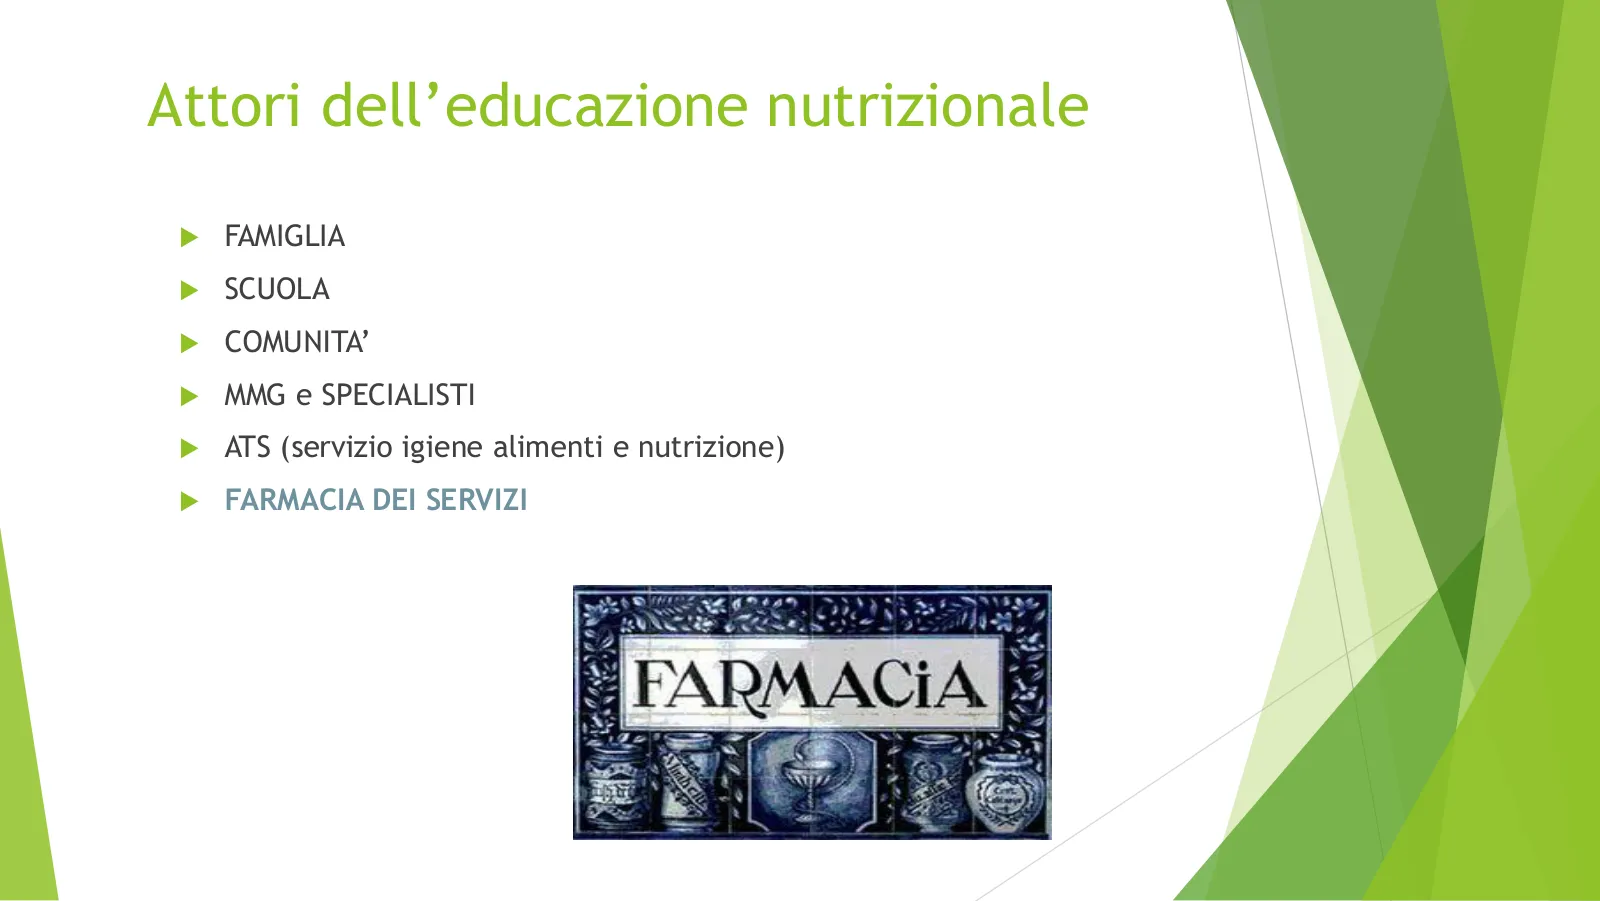 Attori dell’educazione nutrizionale
FAMIGLIA
SCUOLA
COMUNITA’
MMG e SPECIALISTI
ATS (servizio igiene alimenti e nutrizione)
FARMACIA DEI SERVIZI
FARMACiA